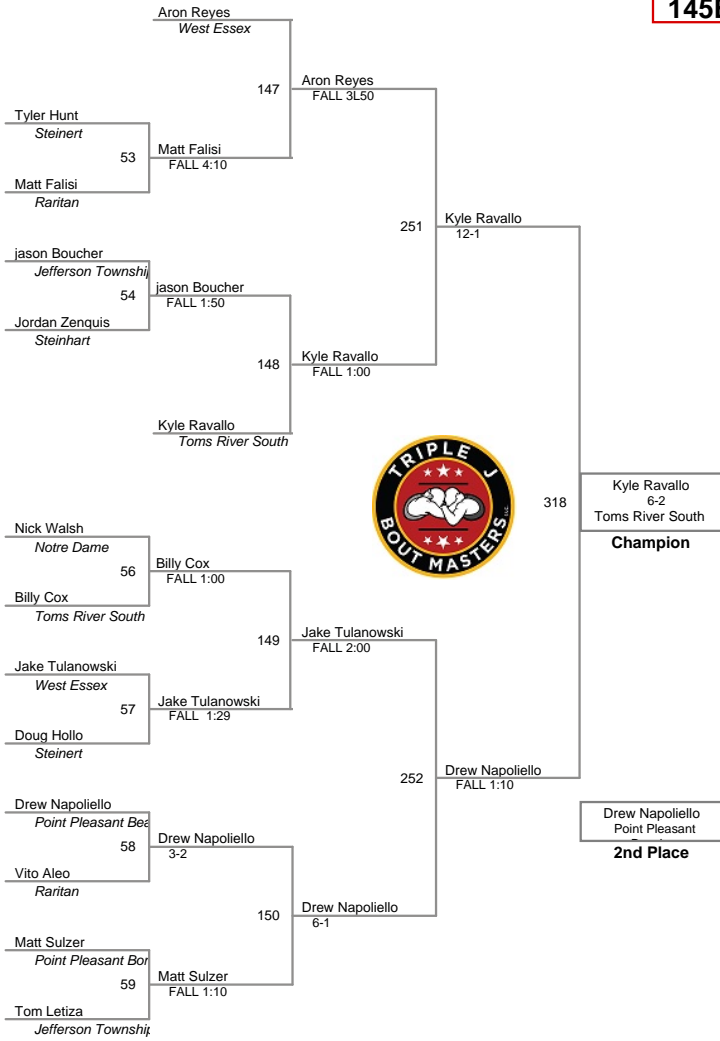 145B
Aron Reyes
West Essex
147
Aron Reyes
FALL 3L50
Tyler Hunt
Steinert
53
Matt Falisi
FALL 4:10
Matt Falisi
Raritan
251
Kyle Ravallo
12-1
jason Boucher
Jefferson Township
54
jason Boucher
FALL 1:50
Jordan Zenquis
Steinhart
148
Kyle Ravallo
FALL 1:00
Kyle Ravallo
Toms River South
TRIPLE J
BOUT MASTERS LLC.
318
Kyle Ravallo
6-2
Toms River South
Champion
Nick Walsh
Notre Dame
56
Billy Cox
FALL 1:00
Billy Cox
Toms River South
149
Jake Tulanowski
FALL 2:00
Jake Tulanowski
West Essex
57
Jake Tulanowski
FALL 1:29
Doug Hollo
Steinert
252
Drew Napoliello
FALL 1:10
Drew Napoliello
Point Pleasant Bea
58
Drew Napoliello
3-2
Vito Aleo
Raritan
150
Drew Napoliello
6-1
Matt Sulzer
Point Pleasant Bor
59
Matt Sulzer
FALL 1:10
Tom Letiza
Jefferson Township
Drew Napoliello
Point Pleasant
2nd Place